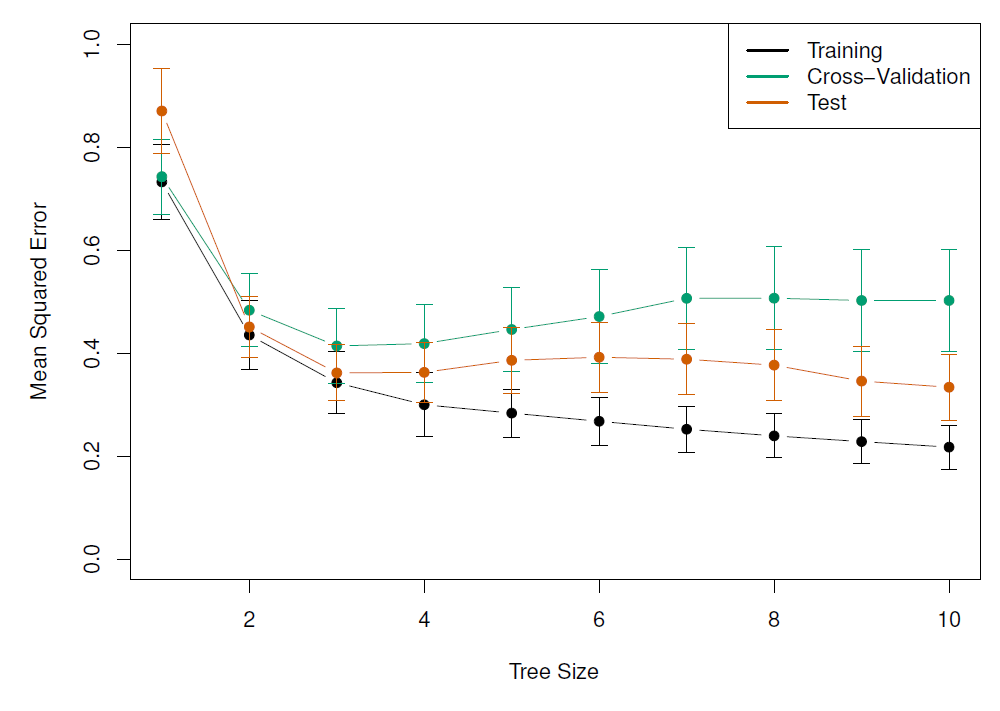 Training
Cross−Validation
Test
Mean Squared Error
1.0
0.8
0.6
0.4
0.2
0.0
2 4 6 8 10
Tree Size